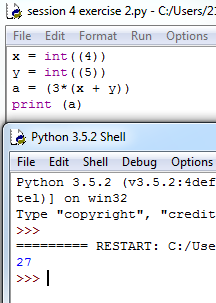 session 4 exercise 2.py - C:/Users/21
File Edit Format Run Options
x = int((4))
y = int((5))
a = (3*(x + y))
print (a)
Python 3.5.2 Shell
File Edit Shell Debug Options
Python 3.5.2 (v3.5.2:4def
tel)] on win32
Type "copyright", "credit
>>>
========= RESTART: C:/Use
27
>>>